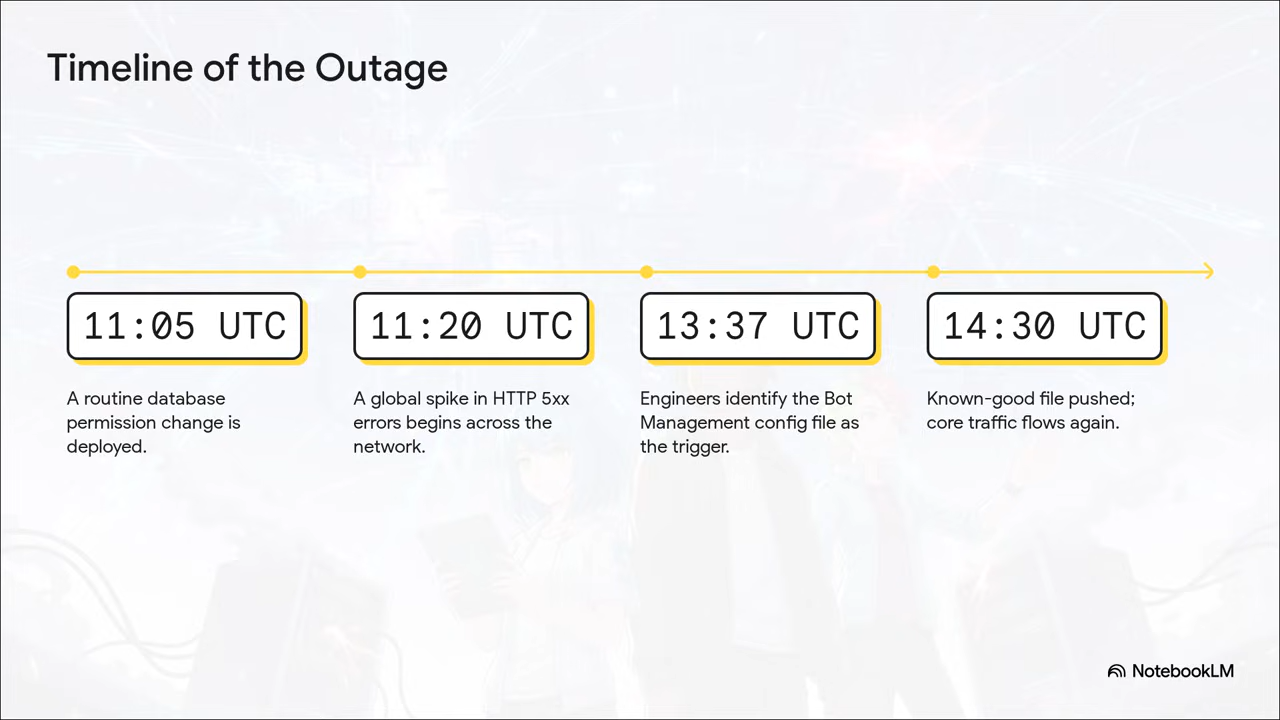 Timeline of the Outage
11:05 UTC
A routine database
permission change is
deployed.
11:20 UTC
A global spike in HTTP 5xx
errors begins across the
network.
13:37 UTC
Engineers identify the Bot
Management config file as
the trigger.
14:30 UTC
Known-good file pushed;
core traffic flows again.
NotebookLM